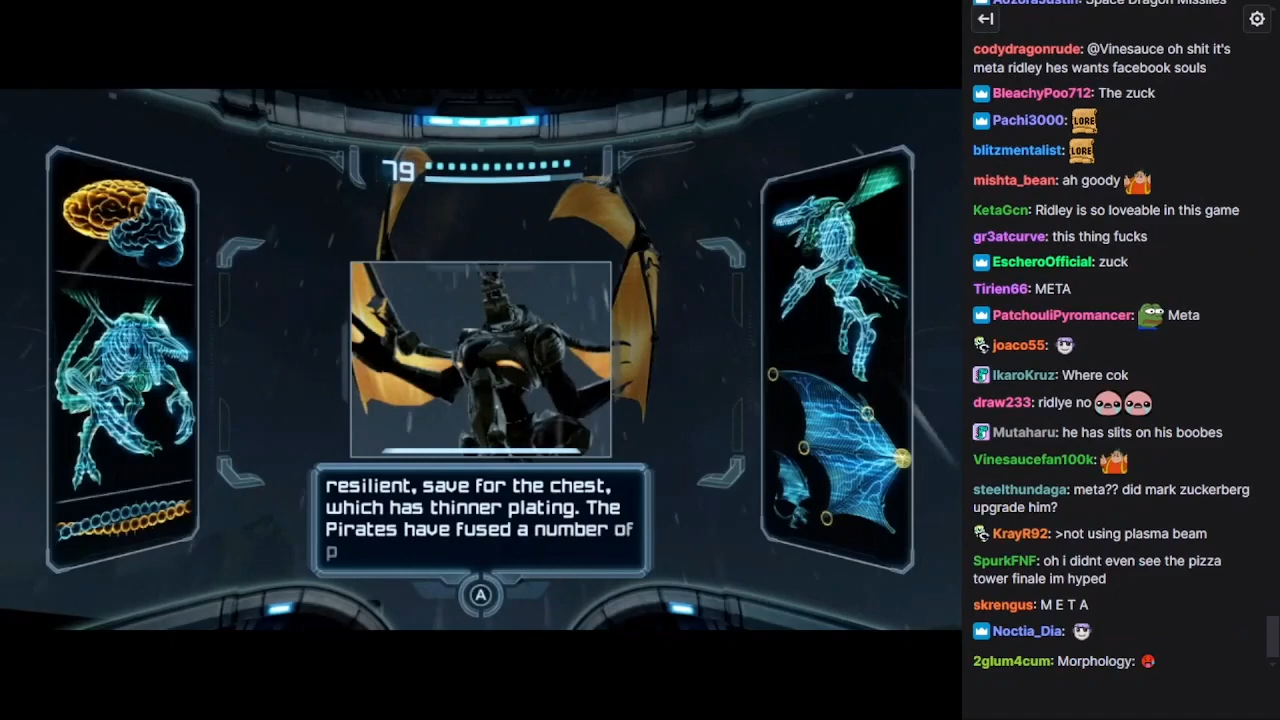 79
resilient, save for the chest,
which has thinner plating. The
Pirates have fused a number of
p
A
codydragonrude: @Vinesauce oh shit it's
meta ridley hes wants facebook souls
BleachyPoo712: The zuck
Pachi3000: LORE
blitzmentalist: LORE
mishta_bean: ah goody
KetaGcn: Ridley is so loveable in this game
gr3atcurve: this thing fucks
EscheroOfficial: zuck
Tirien66: META
PatchouliPyromancer: Meta
joaco55:
IkaroKruz: Where cok
draw233: ridlye no
Mutaharu: he has slits on his boobes
Vinesaucefan100k:
steelthundaga: meta?? did mark zuckerberg
upgrade him?
KrayR92: >not using plasma beam
SpurkFNF: oh i didnt even see the pizza
tower finale im hyped
skrengus: M E T A
Noctia_Dia:
2glum4cum: Morphology: